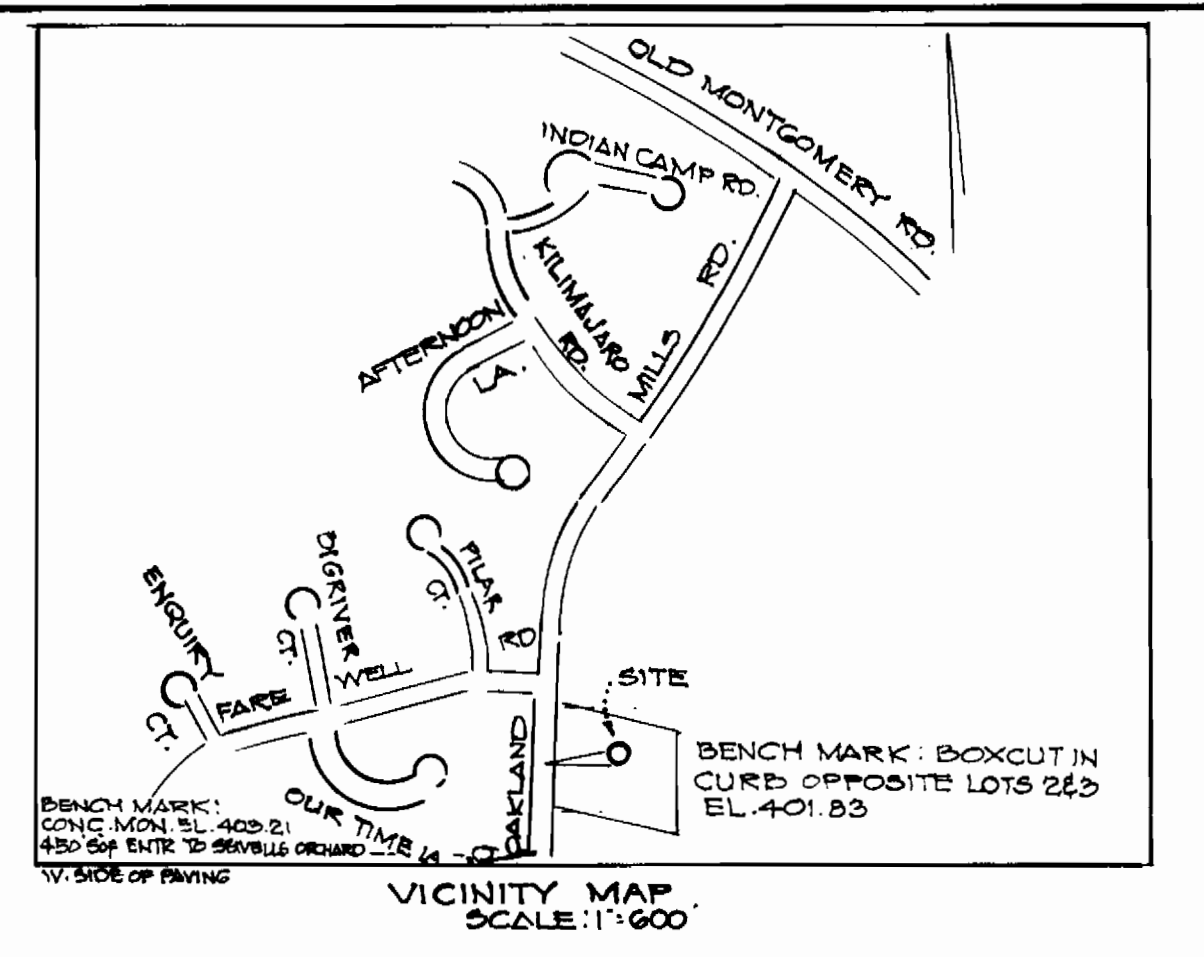 OLD MONTGOMERY RD.
INDIAN CAMP RD.
KILIMAJARO
RD.
AFTERNOON
LA.
RD.
MILLS
PILAR
CT.
RD
BIGRIVER
CT.
ENQUIRY
CT.
FARE
WELL
SITE
OAKLAND
OUR TIME LA
BENCH MARK: BOXCUT IN
CURB OPPOSITE LOTS 2&3
EL.401.83
BENCH MARK:
CONC.MON.EL.403.21
450' S OF ENTR TO ORCHARD
W. SIDE OF PAVING
VICINITY MAP
SCALE: 1"=600'